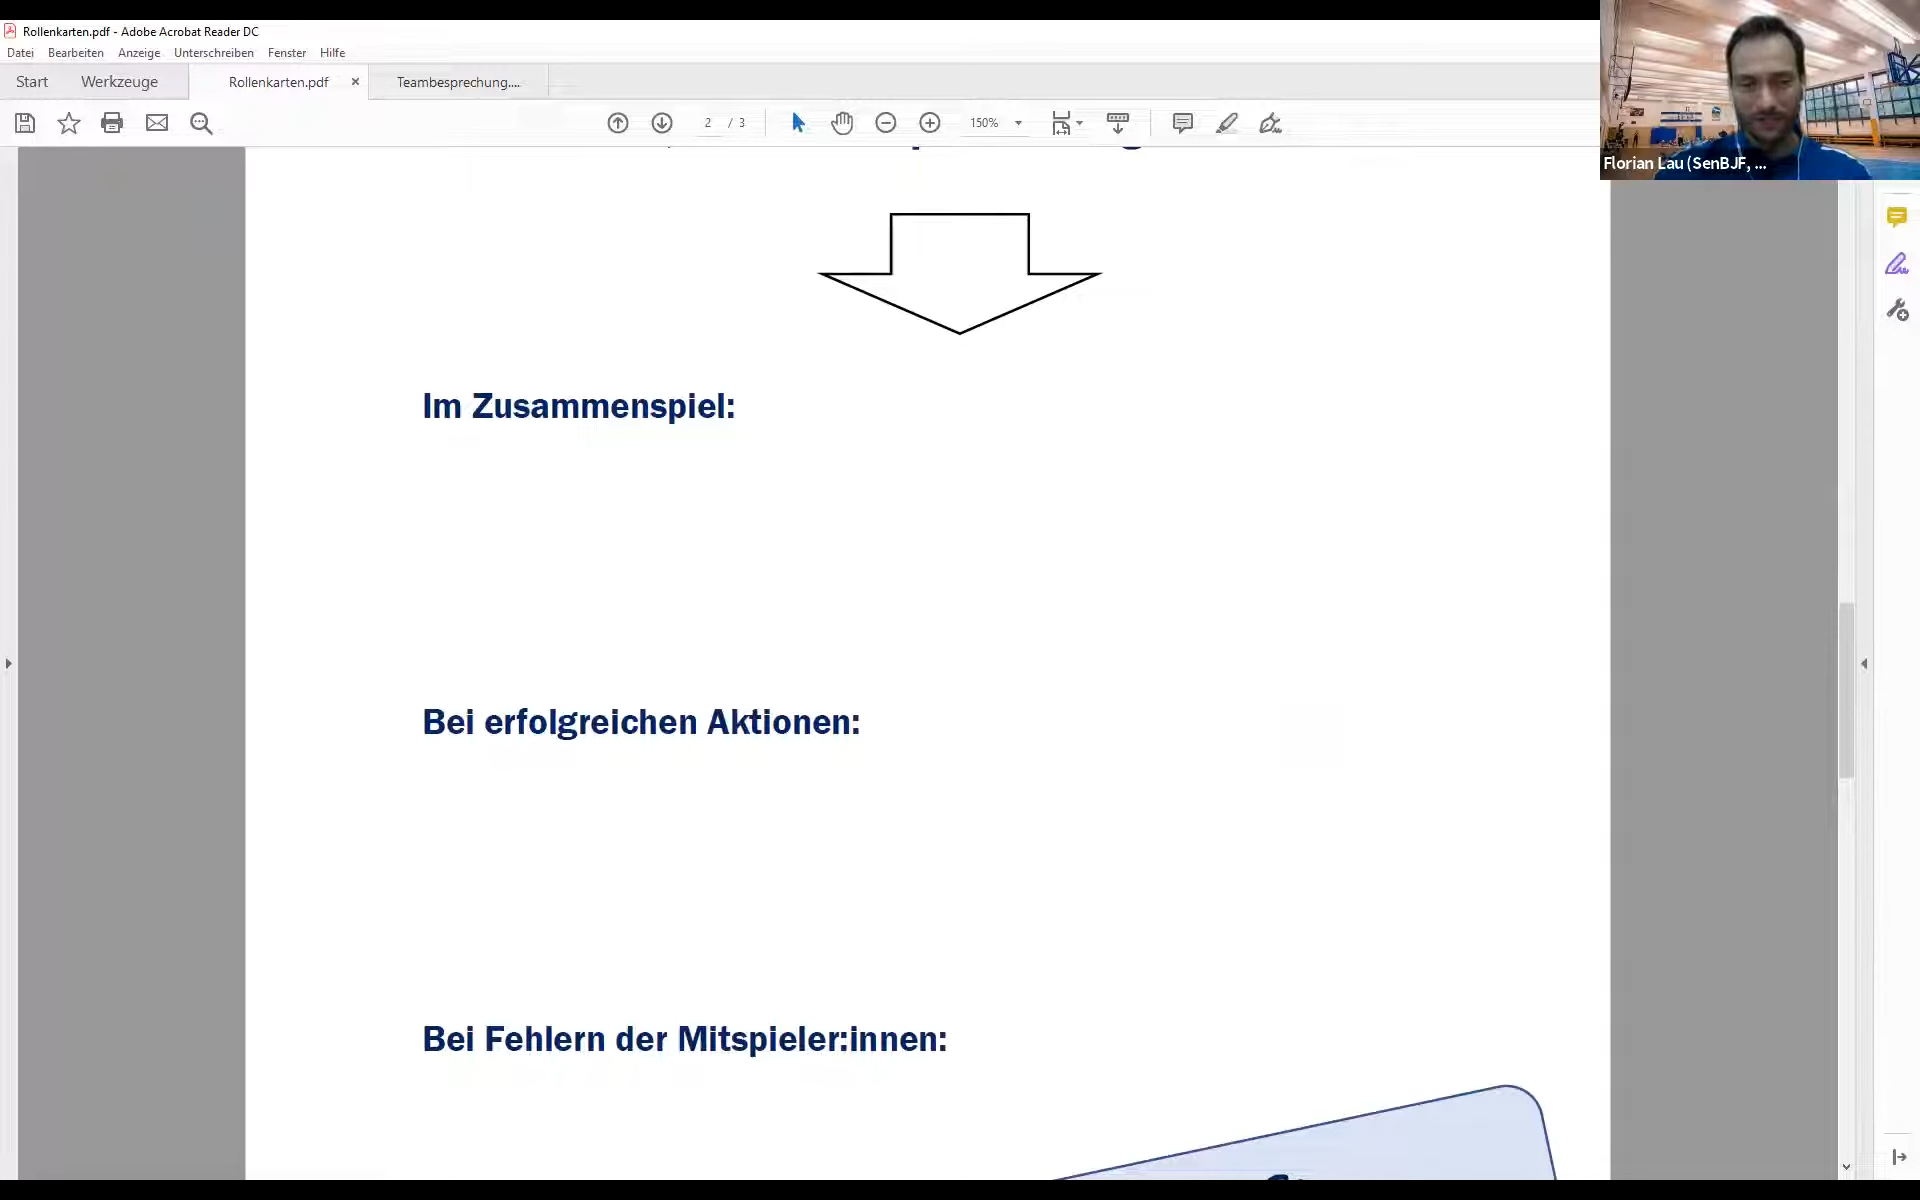 Rollenkarten.pdf - Adobe Acrobat Reader DC
Datei Bearbeiten Anzeige Unterschreiben Fenster Hilfe
Start Werkzeuge Rollenkarten.pdf × Teambesprechung....
2 / 3 150%
Florian Lau (SenBJF, ...
Im Zusammenspiel:
Bei erfolgreichen Aktionen:
Bei Fehlern der Mitspieler:innen: